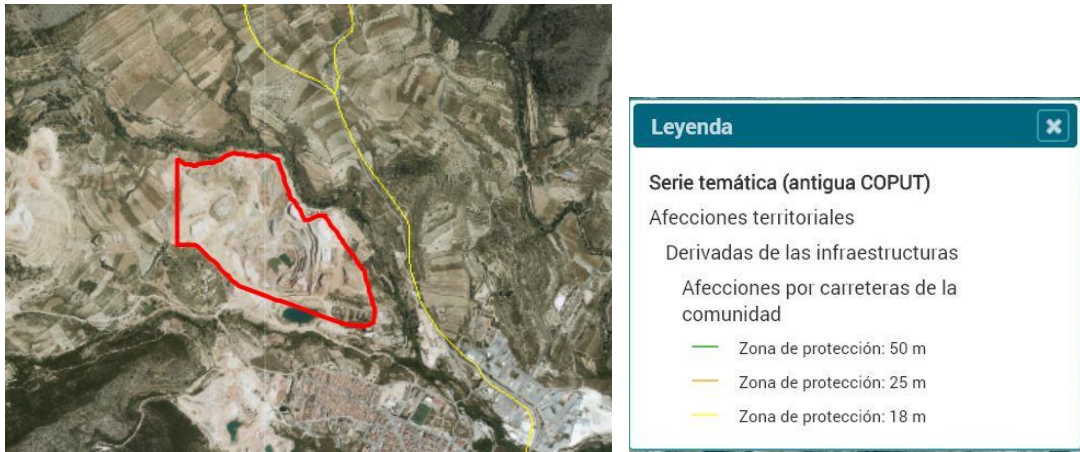 Leyenda
Serie temática (antigua COPUT)
Afecciones territoriales
Derivadas de las infraestructuras
Afecciones por carreteras de la
comunidad
Zona de protección: 50 m
Zona de protección: 25 m
Zona de protección: 18 m